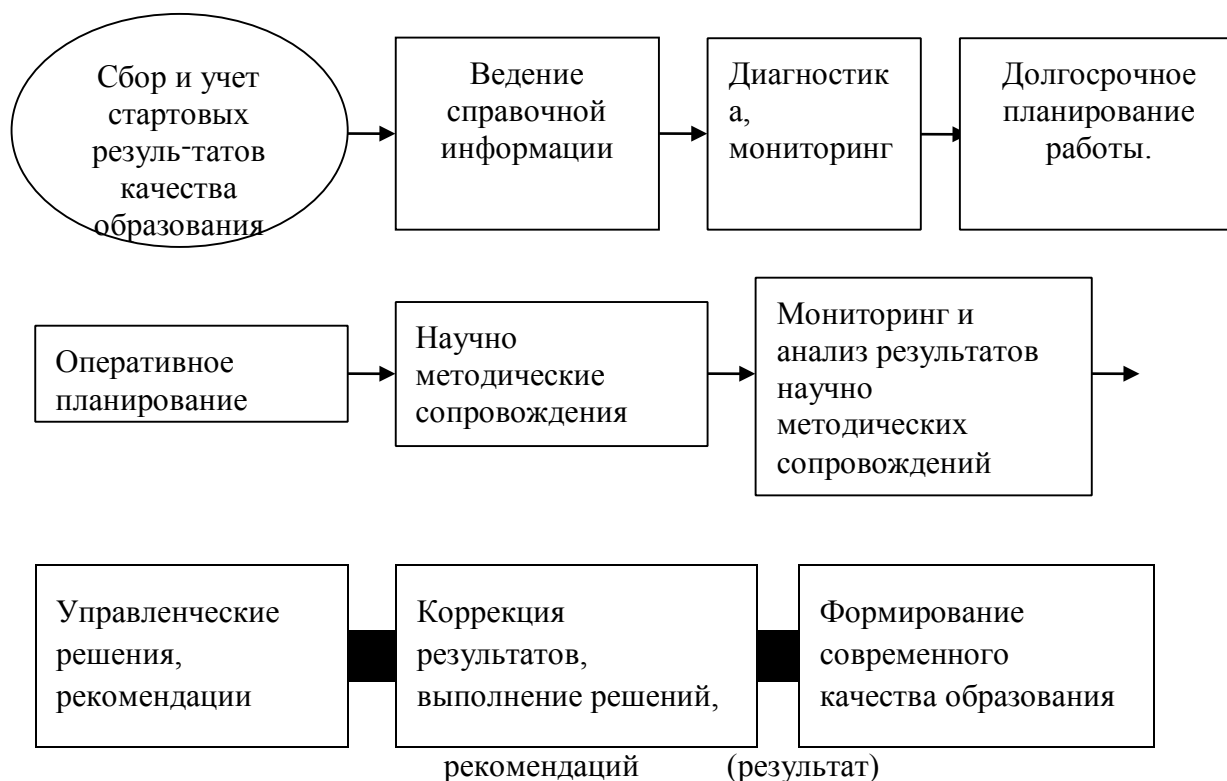 Сбор и учет
стартовых
резуль-татов
качества
образования
Ведение
справочной
информации
Диагностик
а,
мониторинг
Долгосрочное
планирование
работы.
Оперативное
планирование
Научно
методические
сопровождения
Мониторинг и
анализ результатов
научно
методических
сопровождений
Управленческие
решения,
рекомендации
Коррекция
результатов,
выполнение решений,
рекомендаций
Формирование
современного
качества образования
(результат)